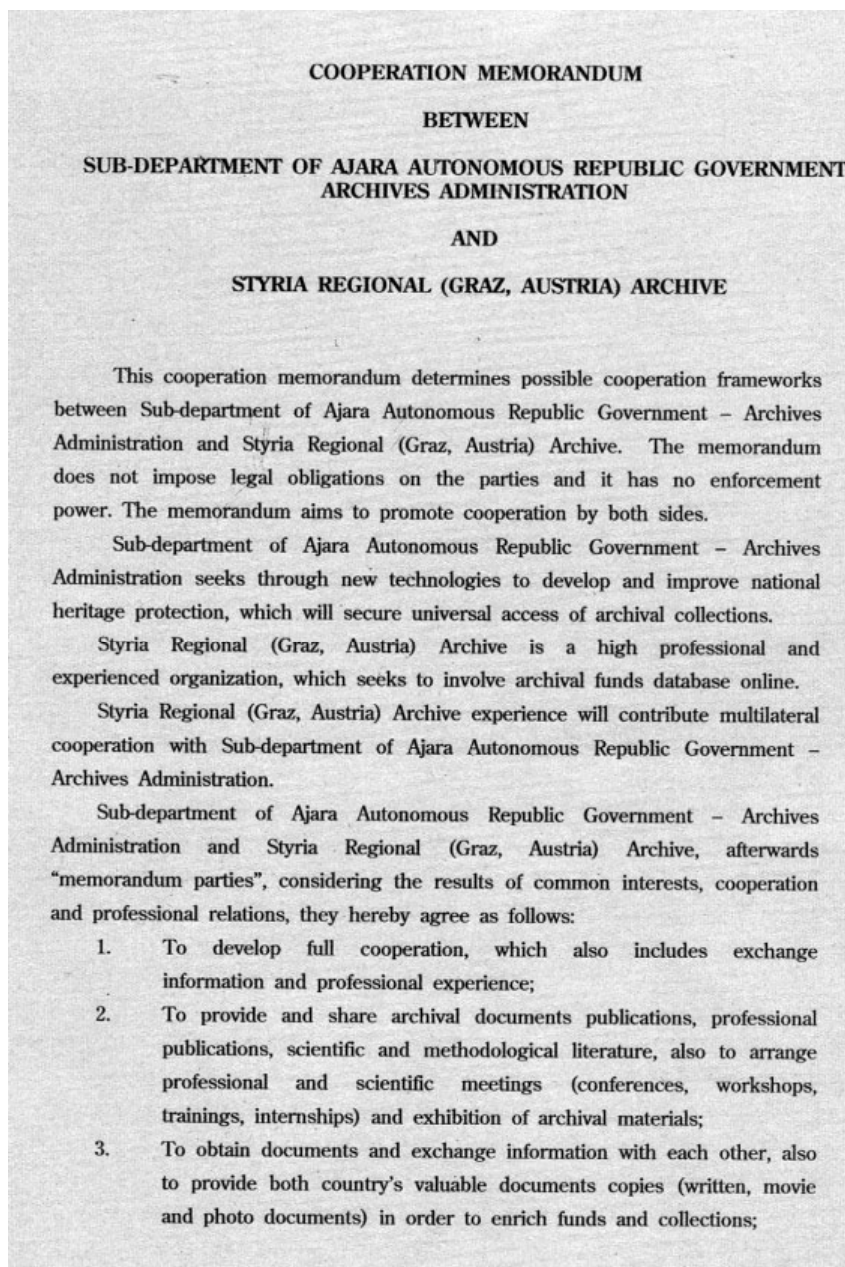 COOPERATION MEMORANDUM
BETWEEN
SUB-DEPARTMENT OF AJARA AUTONOMOUS REPUBLIC GOVERNMENT
ARCHIVES ADMINISTRATION
AND
STYRIA REGIONAL (GRAZ, AUSTRIA) ARCHIVE
This cooperation memorandum determines possible cooperation frameworks
between Sub-department of Ajara Autonomous Republic Government – Archives
Administration and Styria Regional (Graz, Austria) Archive. The memorandum
does not impose legal obligations on the parties and it has no enforcement
power. The memorandum aims to promote cooperation by both sides.
Sub-department of Ajara Autonomous Republic Government – Archives
Administration seeks through new technologies to develop and improve national
heritage protection, which will secure universal access of archival collections.
Styria Regional (Graz, Austria) Archive is a high professional and
experienced organization, which seeks to involve archival funds database online.
Styria Regional (Graz, Austria) Archive experience will contribute multilateral
cooperation with Sub-department of Ajara Autonomous Republic Government –
Archives Administration.
Sub-department of Ajara Autonomous Republic Government – Archives
Administration and Styria Regional (Graz, Austria) Archive, afterwards
“memorandum parties”, considering the results of common interests, cooperation
and professional relations, they hereby agree as follows:
1. To develop full cooperation, which also includes exchange
information and professional experience;
2. To provide and share archival documents publications, professional
publications, scientific and methodological literature, also to arrange
professional and scientific meetings (conferences, workshops,
trainings, internships) and exhibition of archival materials;
3. To obtain documents and exchange information with each other, also
to provide both country’s valuable documents copies (written, movie
and photo documents) in order to enrich funds and collections;